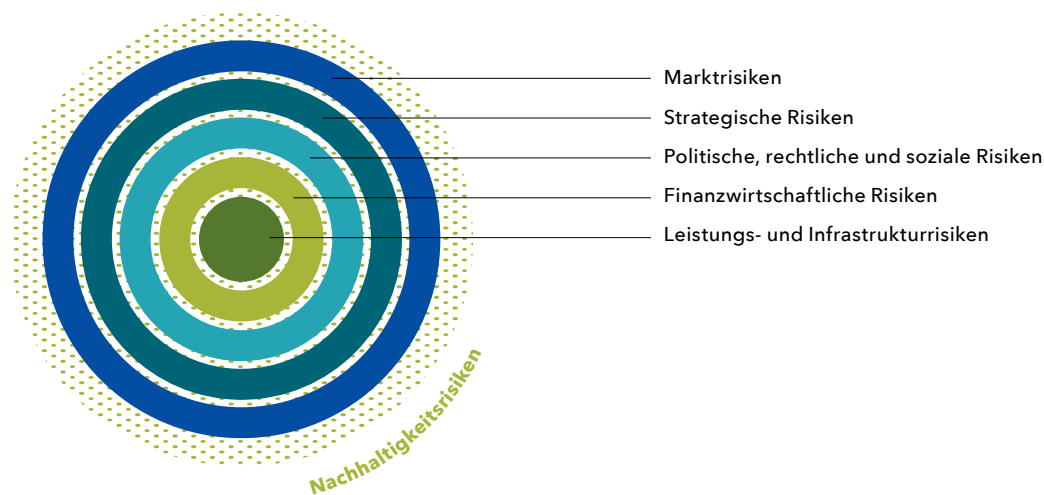 Marktrisiken
Strategische Risiken
Politische, rechtliche und soziale Risiken
Finanzwirtschaftliche Risiken
Leistungs- und Infrastrukturrisiken
Nachhaltigkeitsrisiken